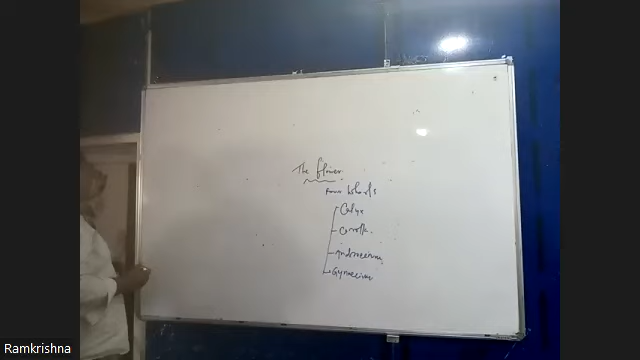 The flower
Four Whorls
Calyx
Corolla
Androecium
Gynoecium
Ramkrishna